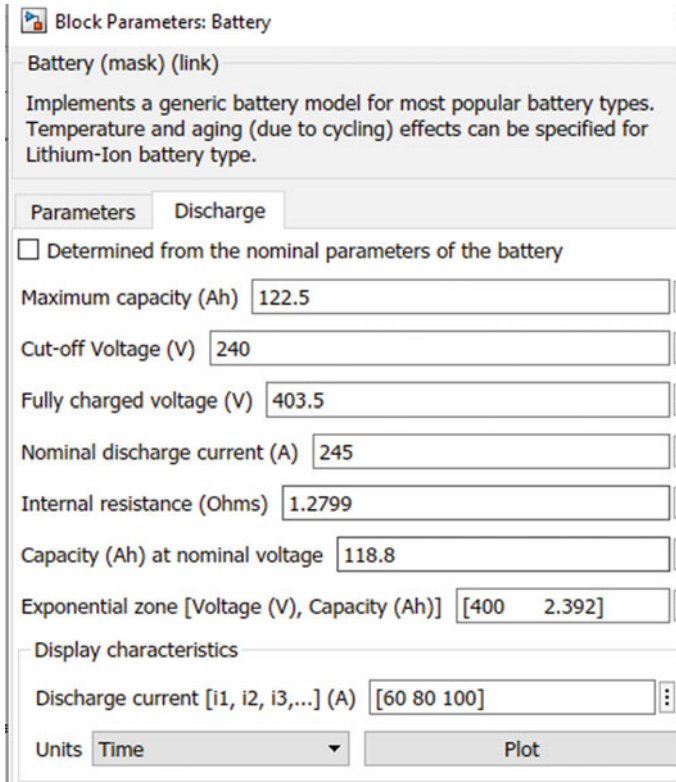 Block Parameters: Battery
Battery (mask) (link)
Implements a generic battery model for most popular battery types.
Temperature and aging (due to cycling) effects can be specified for
Lithium-Ion battery type.
Parameters Discharge
Determined from the nominal parameters of the battery
Maximum capacity (Ah) 122.5
Cut-off Voltage (V) 240
Fully charged voltage (V) 403.5
Nominal discharge current (A) 245
Internal resistance (Ohms) 1.2799
Capacity (Ah) at nominal voltage 118.8
Exponential zone [Voltage (V), Capacity (Ah)] [400 2.392]
Display characteristics
Discharge current [i1, i2, i3,...] (A) [60 80 100]
Units Time Plot